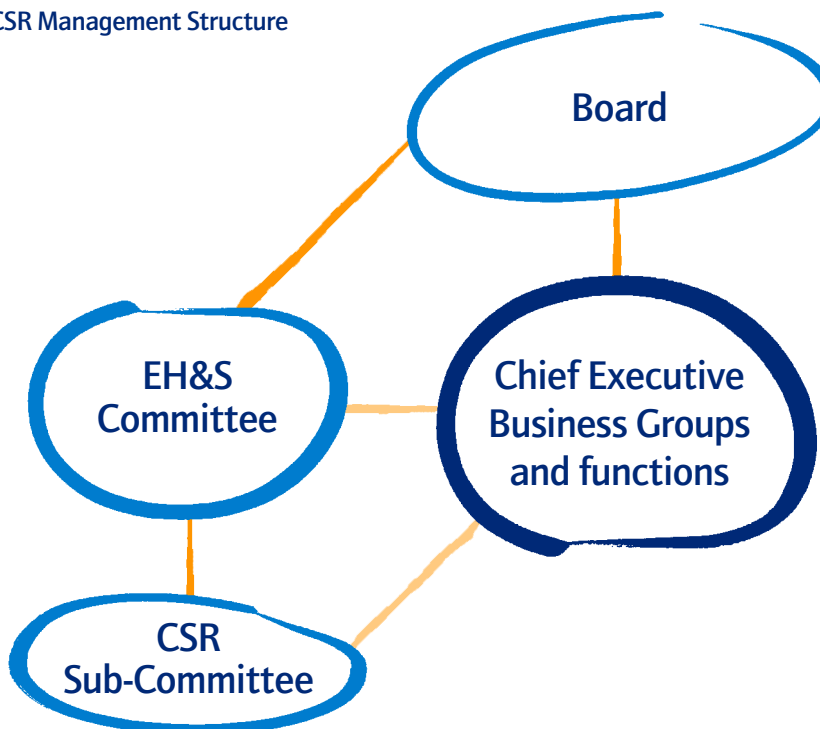 CSR Management Structure
Board
EH&S
Committee
Chief Executive
Business Groups
and functions
CSR
Sub-Committee